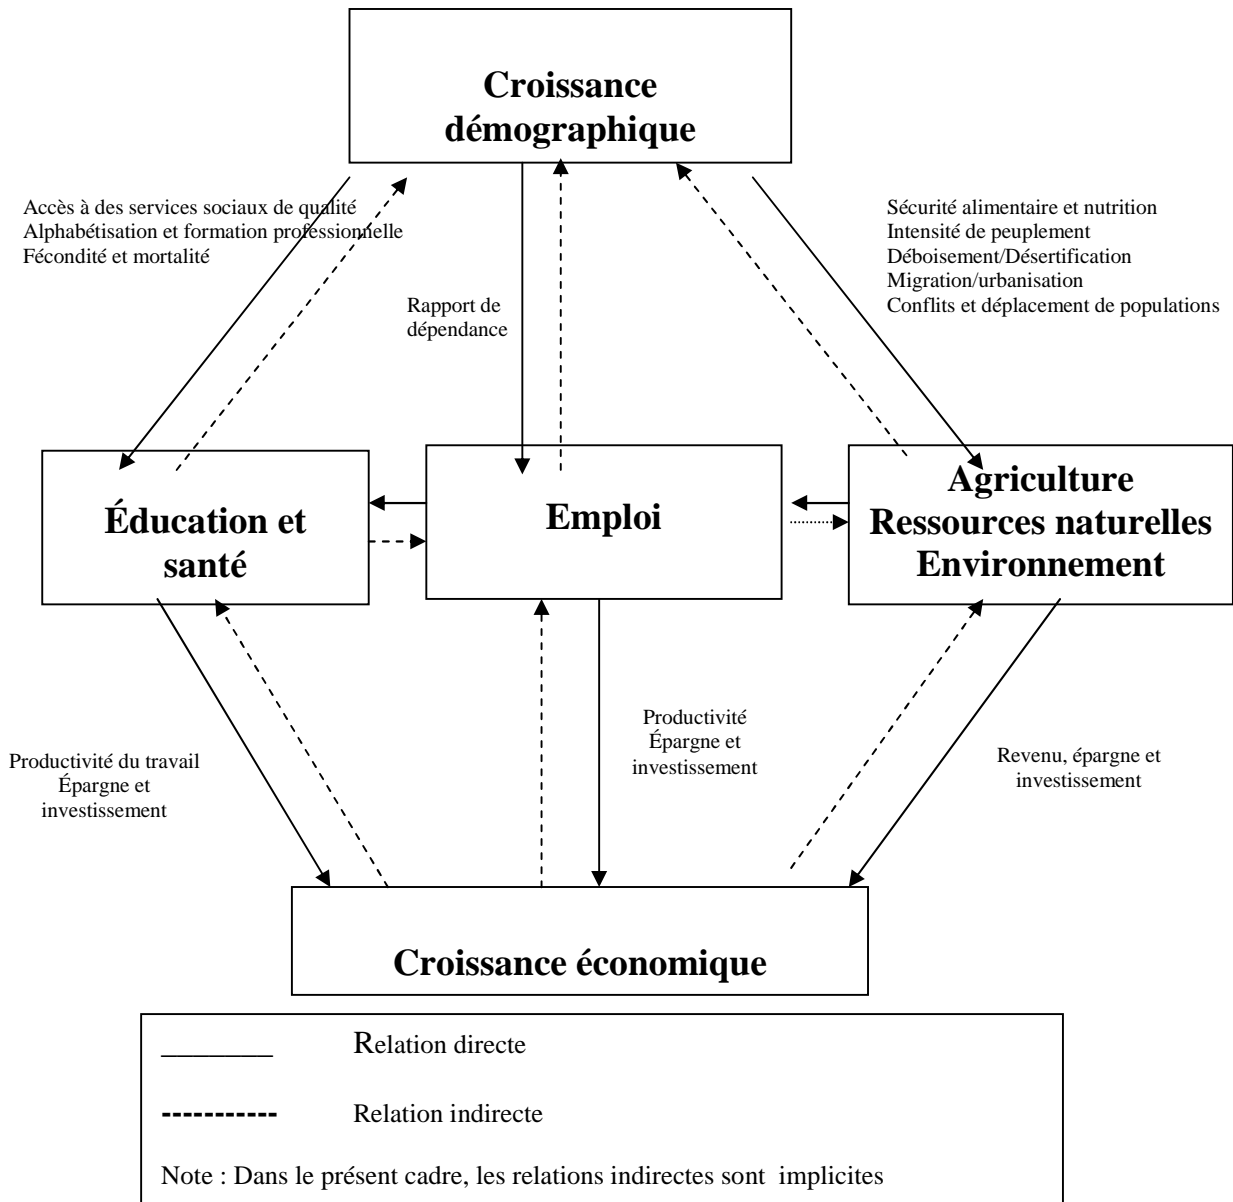 Croissance
démographique
Accès à des services sociaux de qualité
Alphabétisation et formation professionnelle
Fécondité et mortalité
Rapport de
dépendance
Sécurité alimentaire et nutrition
Intensité de peuplement
Déboisement/Désertification
Migration/urbanisation
Conflits et déplacement de populations
Éducation et
santé
Emploi
Agriculture
Ressources naturelles
Environnement
Productivité du travail
Épargne et
investissement
Productivité
Épargne et
investissement
Revenu, épargne et
investissement
Croissance économique
Relation directe
Relation indirecte
Note : Dans le présent cadre, les relations indirectes sont implicites